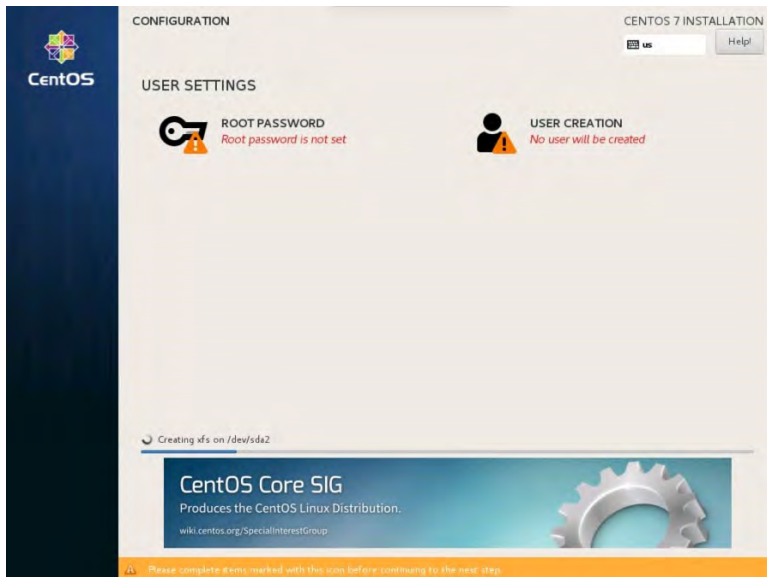 CONFIGURATION
CENTOS 7 INSTALLATION
us
Help!
CentOS
USER SETTINGS
ROOT PASSWORD
Root password is not set
USER CREATION
No user will be created
Creating xfs on /dev/sda2
CentOS Core SIG
Produces the CentOS Linux Distribution.
wiki.centos.org/SpecialInterestGroup
Please complete items marked with this icon before continuing to the next step.